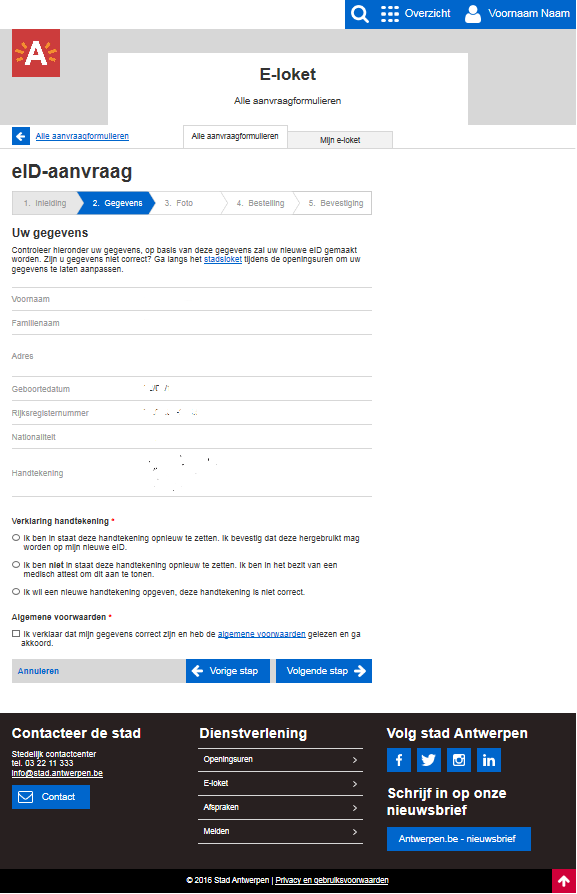 Overzicht
Voornaam Naam
A
E-loket
Alle aanvraagformulieren
Alle aanvraagformulieren
Alle aanvraagformulieren
Mijn e-loket
eID-aanvraag
1. Inleiding
2. Gegevens
3. Foto
4. Bestelling
5. Bevestiging
Uw gegevens
Controleer hieronder uw gegevens, op basis van deze gegevens zal uw nieuwe eID gemaakt
worden. Zijn u gegevens niet correct? Ga langs het stadsloket tijdens de openingsuren om uw
gegevens te laten aanpassen.
Voornaam
Familienaam
Adres
Geboortedatum
Rijksregisternummer
Nationaliteit
Handtekening
Verklaring handtekening *
Ik ben in staat deze handtekening opnieuw te zetten. Ik bevestig dat deze hergebruikt mag
worden op mijn nieuwe eID.
Ik ben niet in staat deze handtekening opnieuw te zetten. Ik ben in het bezit van een
medisch attest om dit aan te tonen.
Ik wil een nieuwe handtekening opgeven, deze handtekening is niet correct.
Algemene voorwaarden *
Ik verklaar dat mijn gegevens correct zijn en heb de algemene voorwaarden gelezen en ga
akkoord.
Annuleren
Vorige stap
Volgende stap
Contacteer de stad
Stedelijk contactcenter
tel. 03 22 11 333
info@stad.antwerpen.be
Contact
Dienstverlening
Openingsuren
E-loket
Afspraken
Melden
Volg stad Antwerpen
f
in
Schrijf in op onze
nieuwsbrief
Antwerpen.be - nieuwsbrief
© 2016 Stad Antwerpen | Privacy en gebruiksvoorwaarden